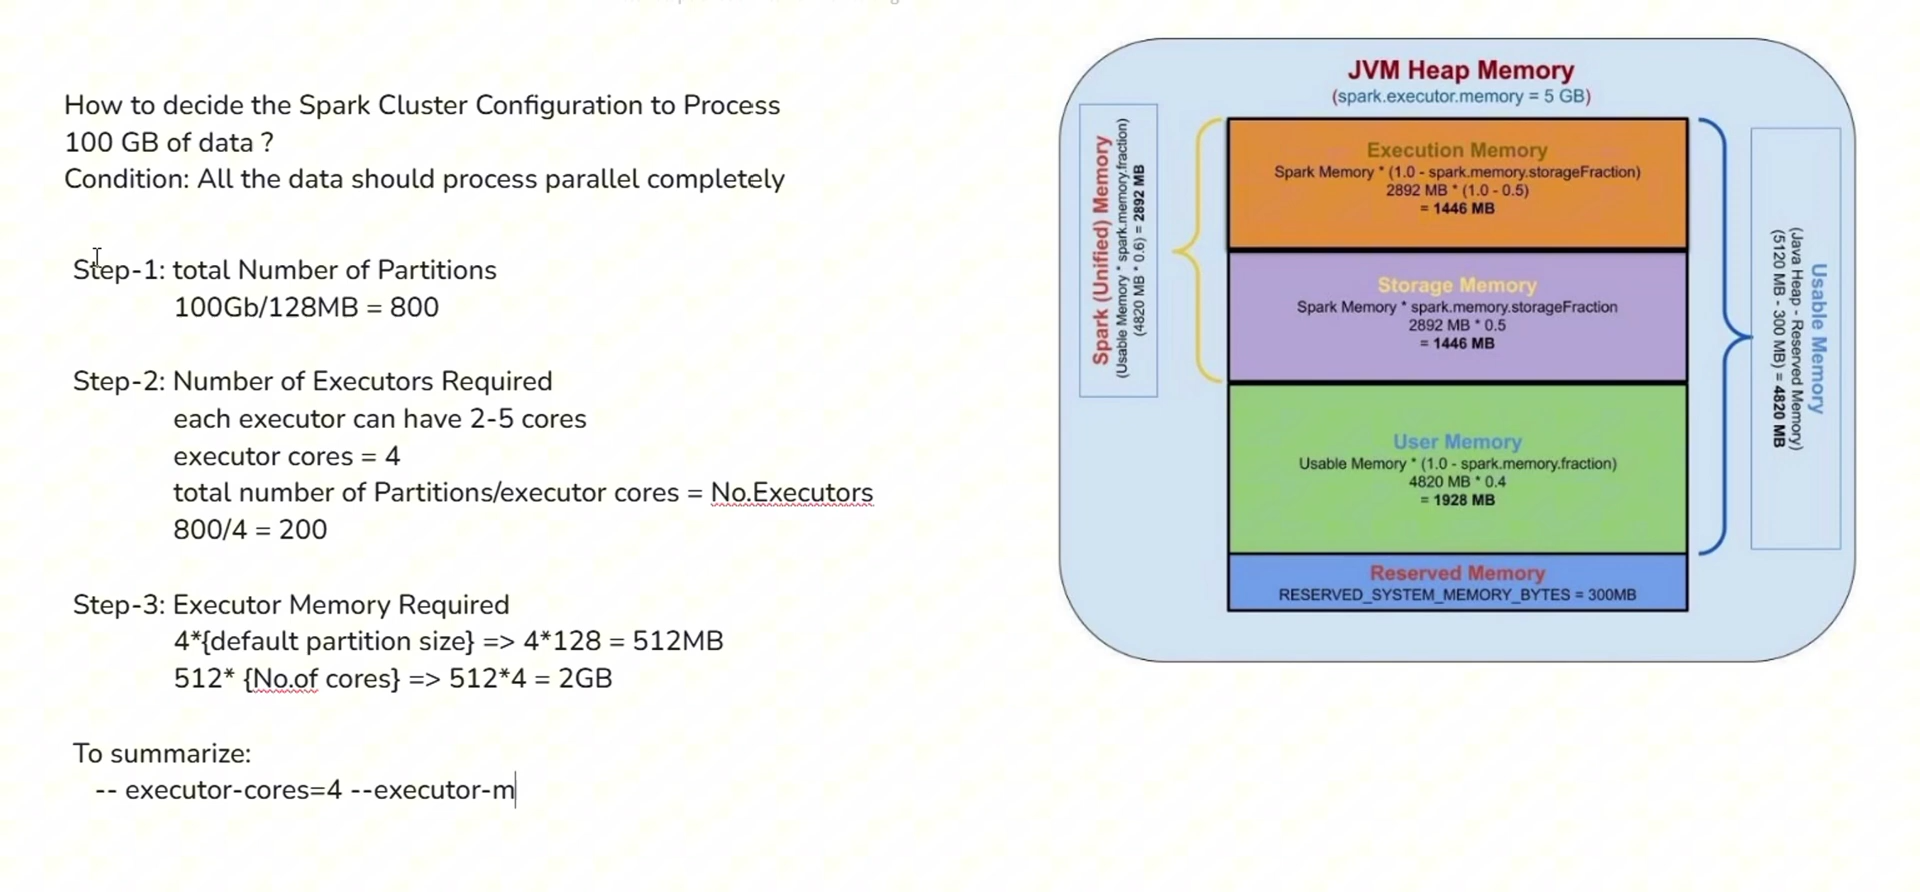 How to decide the Spark Cluster Configuration to Process
100 GB of data ?
Condition: All the data should process parallel completely
Step-1: total Number of Partitions
100Gb/128MB = 800
Step-2: Number of Executors Required
each executor can have 2-5 cores
executor cores = 4
total number of Partitions/executor cores = No.Executors
800/4 = 200
Step-3: Executor Memory Required
4*{default partition size} => 4*128 = 512MB
512* {No.of cores} => 512*4 = 2GB
To summarize:
-- executor-cores=4 --executor-m
JVM Heap Memory
(spark.executor.memory = 5 GB)
Spark (Unified) Memory
(Usable Memory * spark.memory.fraction)
(4820 MB * 0.6) = 2892 MB
Execution Memory
Spark Memory * (1.0 - spark.memory.storageFraction)
2892 MB * (1.0 - 0.5)
= 1446 MB
Storage Memory
Spark Memory * spark.memory.storageFraction
2892 MB * 0.5
= 1446 MB
User Memory
Usable Memory * (1.0 - spark.memory.fraction)
4820 MB * 0.4
= 1928 MB
Reserved Memory
RESERVED_SYSTEM_MEMORY_BYTES = 300MB
Usable Memory
(Java Heap - Reserved Memory)
(5120 MB - 300 MB) = 4820 MB